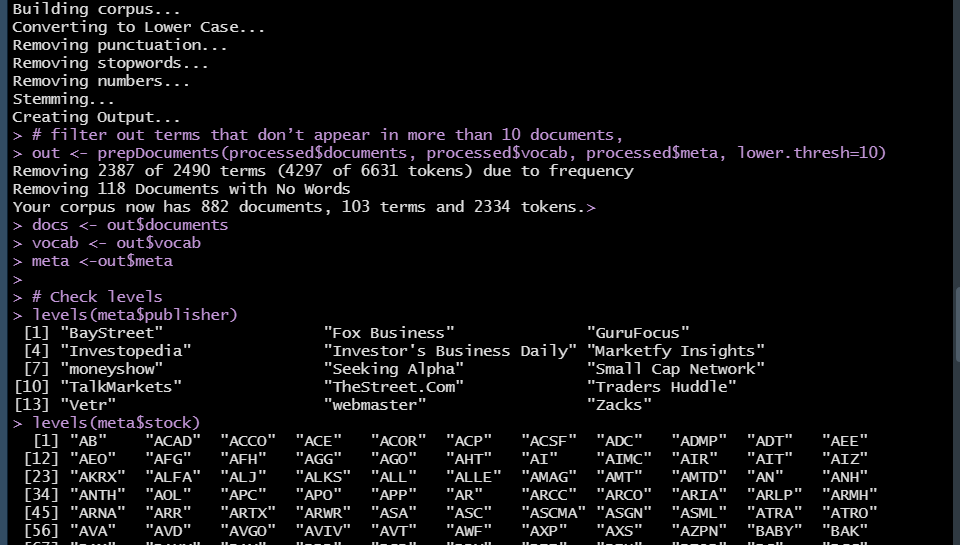 Building corpus...
Converting to Lower Case...
Removing punctuation...
Removing stopwords...
Removing numbers...
Stemming...
Creating Output...
> # filter out terms that don’t appear in more than 10 documents,
> out <- prepDocuments(processed$documents, processed$vocab, processed$meta, lower.thresh=10)
Removing 2387 of 2490 terms (4297 of 6631 tokens) due to frequency
Removing 118 Documents with No Words
Your corpus now has 882 documents, 103 terms and 2334 tokens.>
> docs <- out$documents
> vocab <- out$vocab
> meta <-out$meta
>
> # Check levels
> levels(meta$publisher)
[1] "BayStreet" "Fox Business" "GuruFocus"
[4] "Investopedia" "Investor's Business Daily" "Marketfy Insights"
[7] "moneyshow" "Seeking Alpha" "Small Cap Network"
[10] "TalkMarkets" "TheStreet.Com" "Traders Huddle"
[13] "Vetr" "webmaster" "Zacks"
> levels(meta$stock)
[1] "AB" "ACAD" "ACCO" "ACE" "ACOR" "ACP" "ACSF" "ADC" "ADMP" "ADT" "AEE"
[12] "AEO" "AFG" "AFH" "AGG" "AGO" "AHT" "AI" "AIMC" "AIR" "AIT" "AIZ"
[23] "AKRX" "ALFA" "ALJ" "ALKS" "ALL" "ALLE" "AMAG" "AMT" "AMTD" "AN" "ANH"
[34] "ANTH" "AOL" "APC" "APO" "APP" "AR" "ARCC" "ARCO" "ARIA" "ARLP" "ARMH"
[45] "ARNA" "ARR" "ARTX" "ARWR" "ASA" "ASC" "ASCMA" "ASGN" "ASML" "ATRA" "ATRO"
[56] "AVA" "AVD" "AVGO" "AVIV" "AVT" "AWF" "AXP" "AXS" "AZPN" "BABY" "BAK"